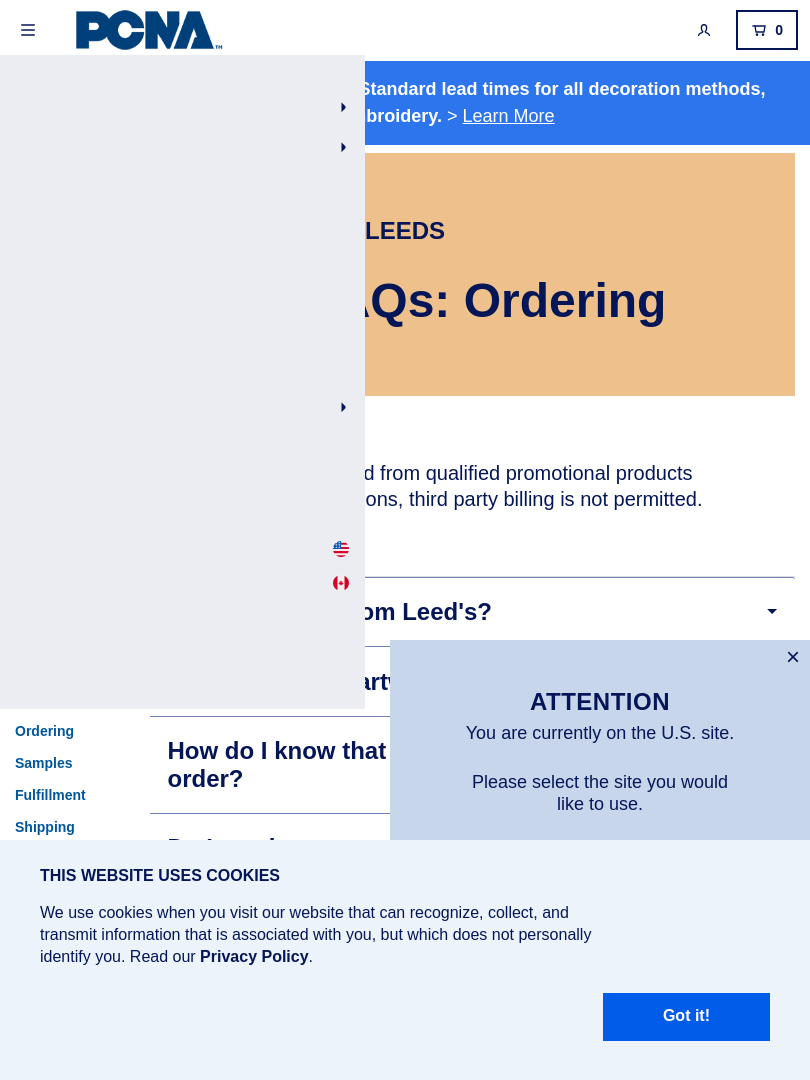 PCNA™
0
Standard lead times for all decoration methods,
broidery. > Learn More
LEEDS
AQs: Ordering
d from qualified promotional products
ons, third party billing is not permitted.
om Leed's?
How do I know that
order?
Ordering
Samples
Fulfillment
Shipping
×
ATTENTION
You are currently on the U.S. site.
Please select the site you would
like to use.
THIS WEBSITE USES COOKIES
We use cookies when you visit our website that can recognize, collect, and
transmit information that is associated with you, but which does not personally
identify you. Read our Privacy Policy.
Got it!